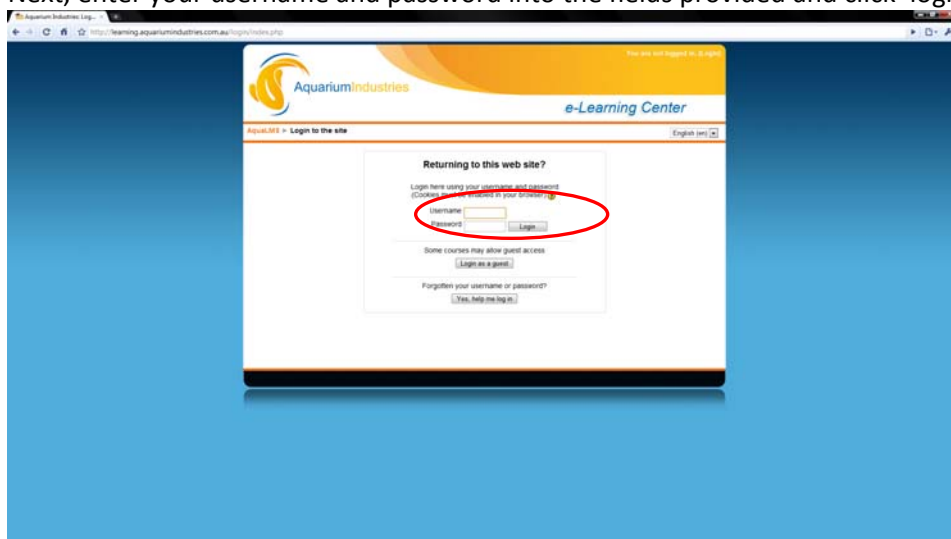 Next, enter your username and password into the fields provided and click
Aquarium Industries: Log...
http://learning.aquariumindustries.com.au/login/index.php
You are not logged in. (Login)
AquariumIndustries
e-Learning Center
AquaLMS ► Login to the site
English (en)
Returning to this web site?
Login here using your username and password
(Cookies must be enabled in your browser)
Username
Password
Login
Some courses may allow guest access
Login as a guest
Forgotten your username or password?
Yes, help me log in